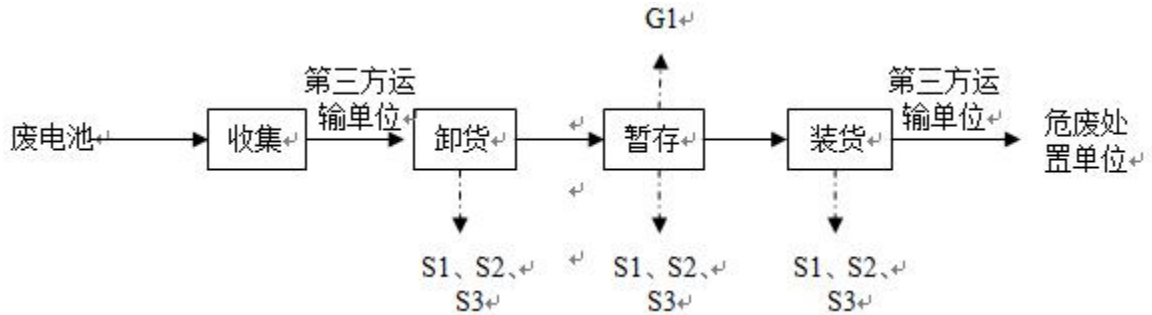 G1
第三方运
输单位
第三方运
输单位
废电池
收集
卸货
暂存
装货
危废处
置单位
S1、S2、
S3
S1、S2、
S3
S1、S2、
S3